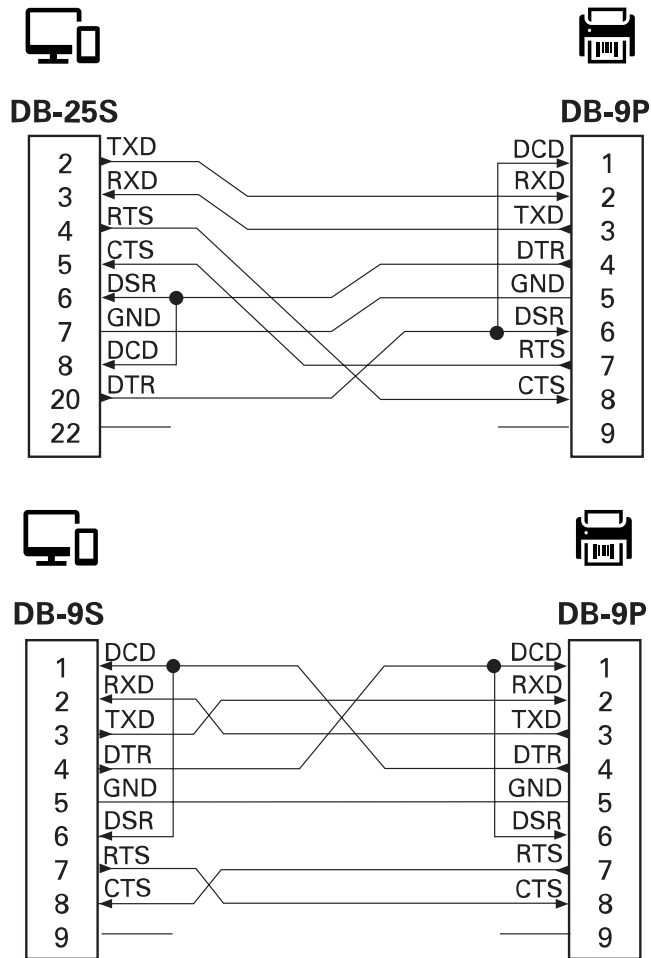 DB-25S DB-9P
TXD DCD
2 1
RXD RXD
3 2
RTS TXD
4 3
CTS DTR
5 4
DSR GND
6 5
GND DSR
7 6
DCD RTS
8 7
DTR CTS
20 8
22 9
DB-9S DB-9P
DCD DCD
1 1
RXD RXD
2 2
TXD TXD
3 3
DTR DTR
4 4
GND GND
5 5
DSR DSR
6 6
RTS RTS
7 7
CTS CTS
8 8
9 9